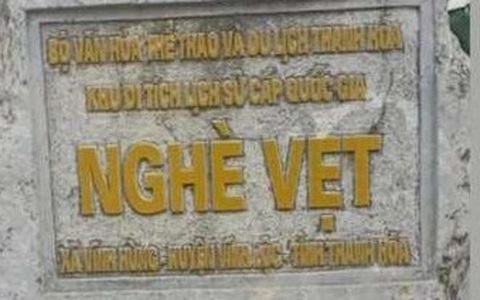 BỘ VĂN HÓA THỂ THAO VÀ DU LỊCH THANH HÓA
KHU DI TÍCH LỊCH SỬ CẤP QUỐC GIA
NGHÈ VẸT
XÃ VĨNH HÙNG - HUYỆN VĨNH LỘC - TỈNH THANH HÓA